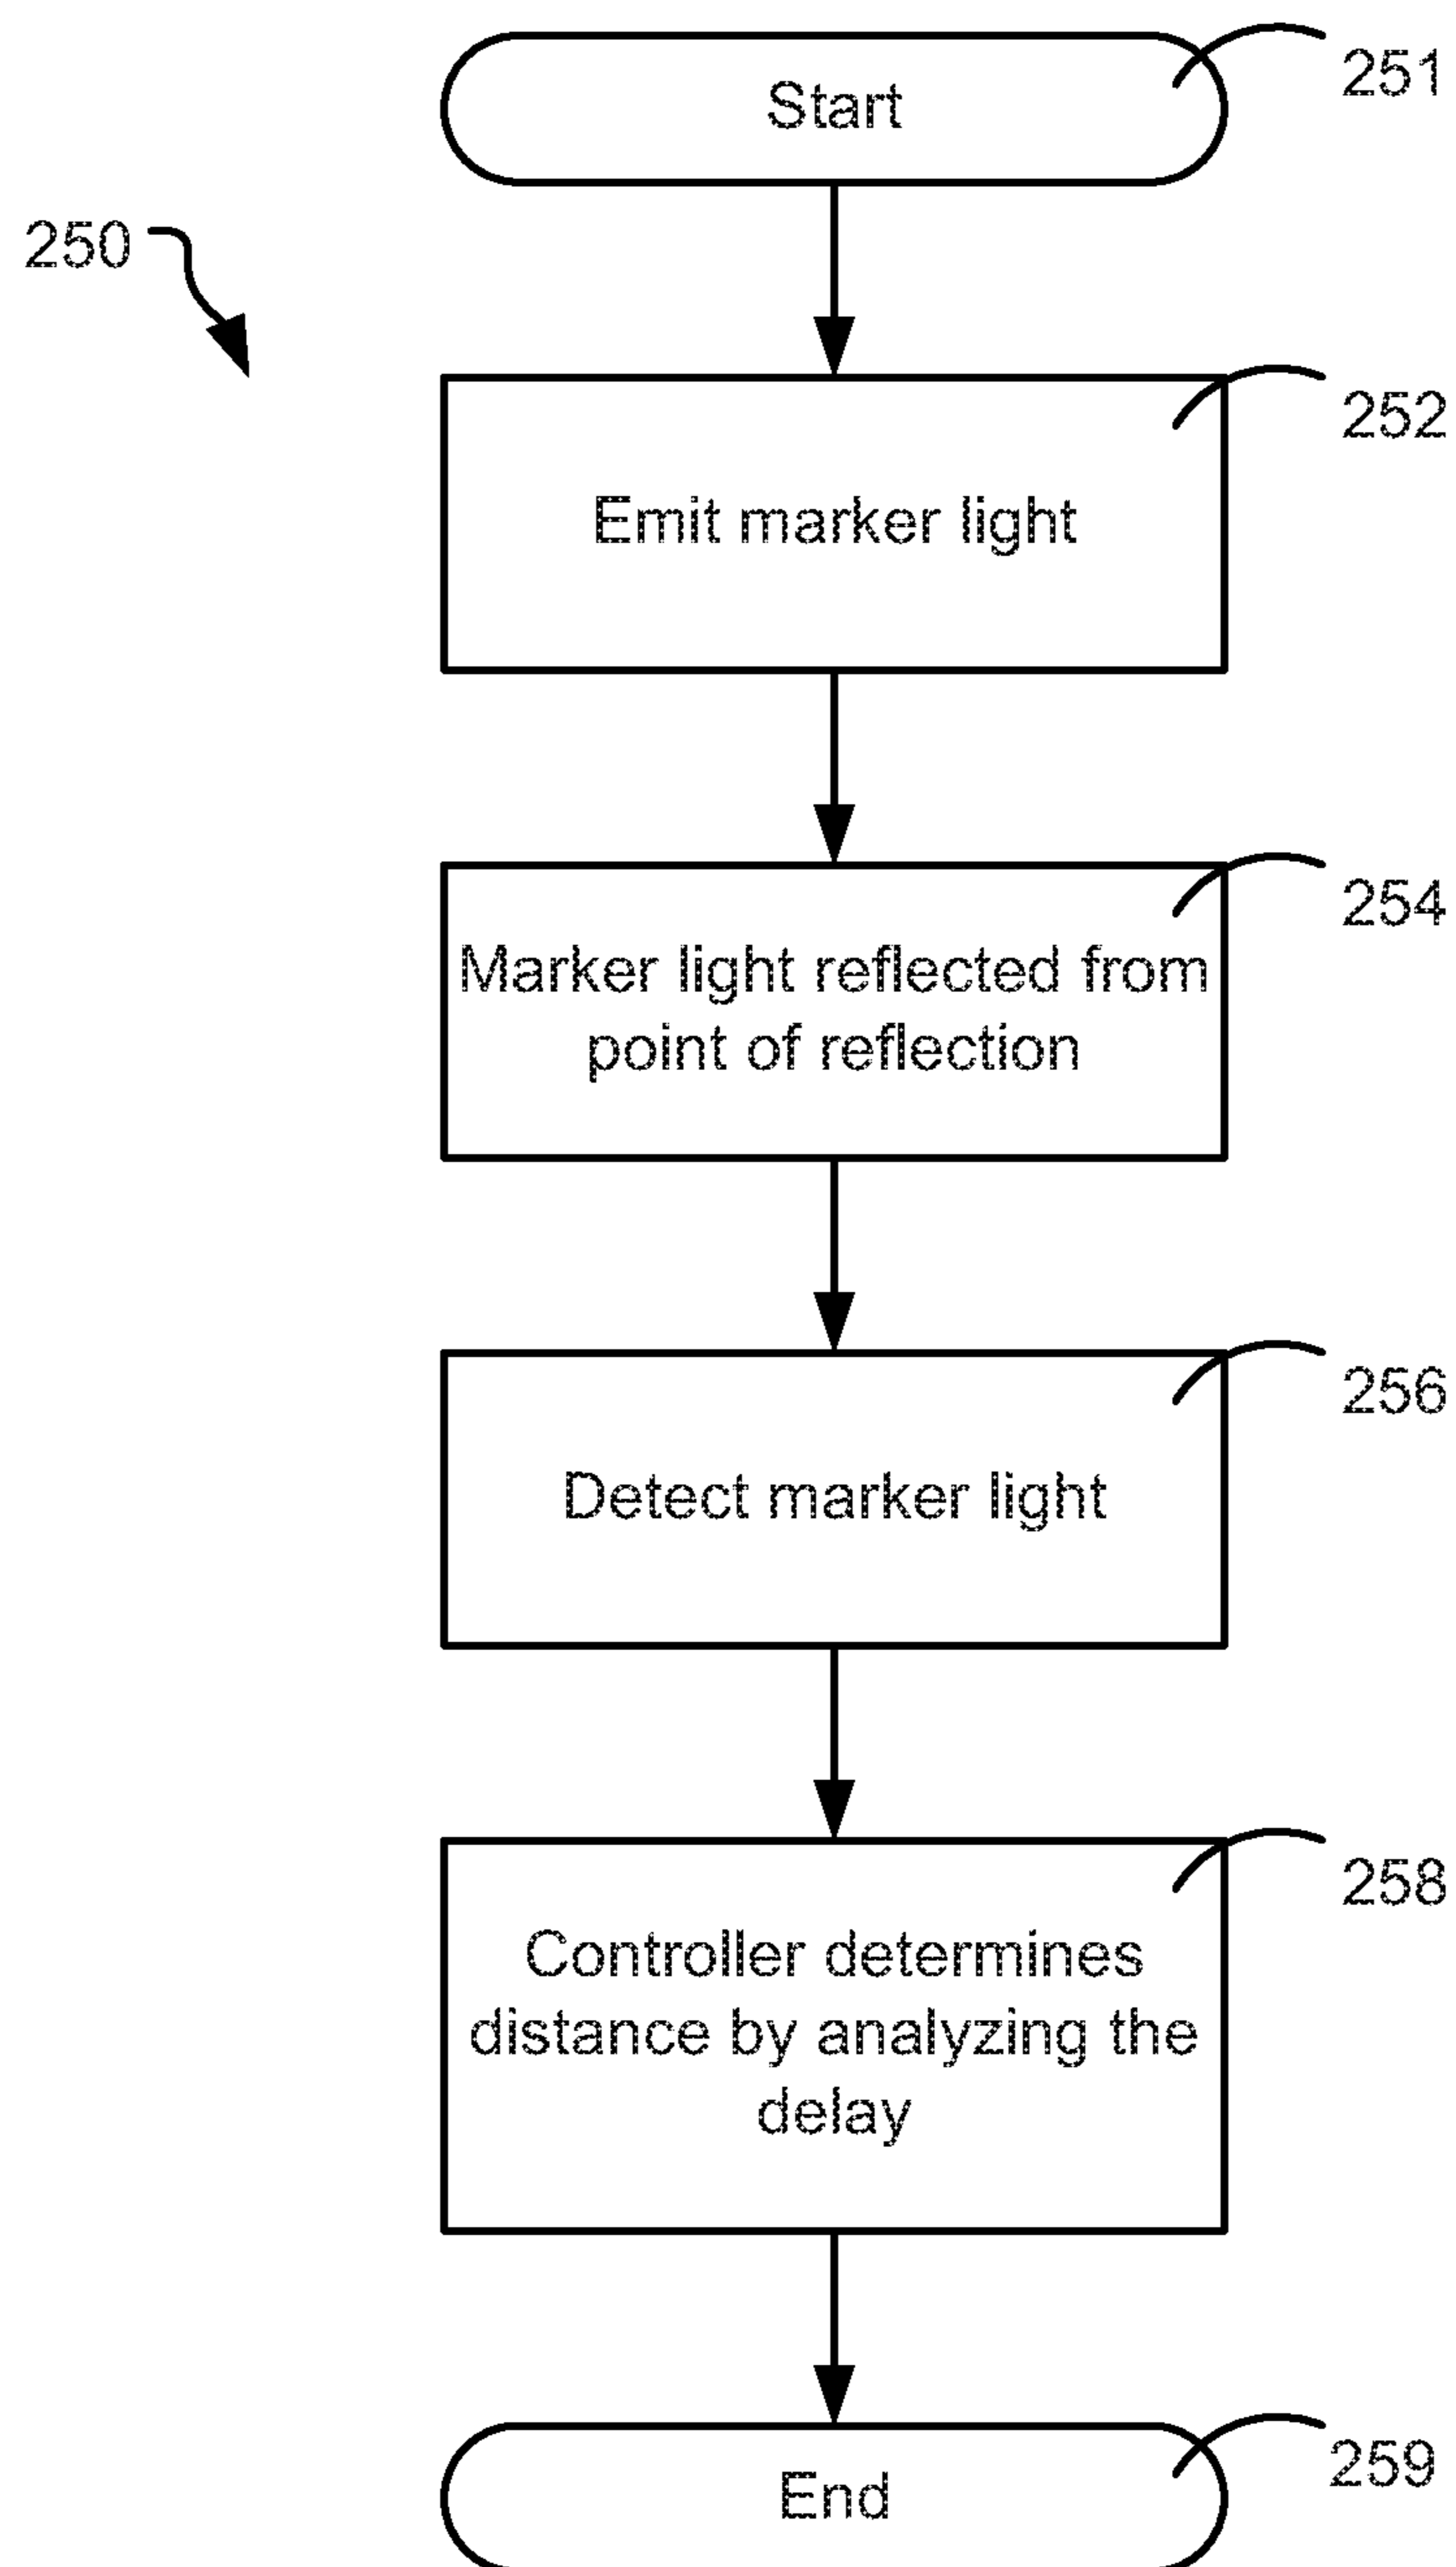 Start
251
250
252
Emit marker light
254
Marker light reflected from
point of reflection
256
Detect marker light
258
Controller determines
distance by analyzing the
delay
259
End